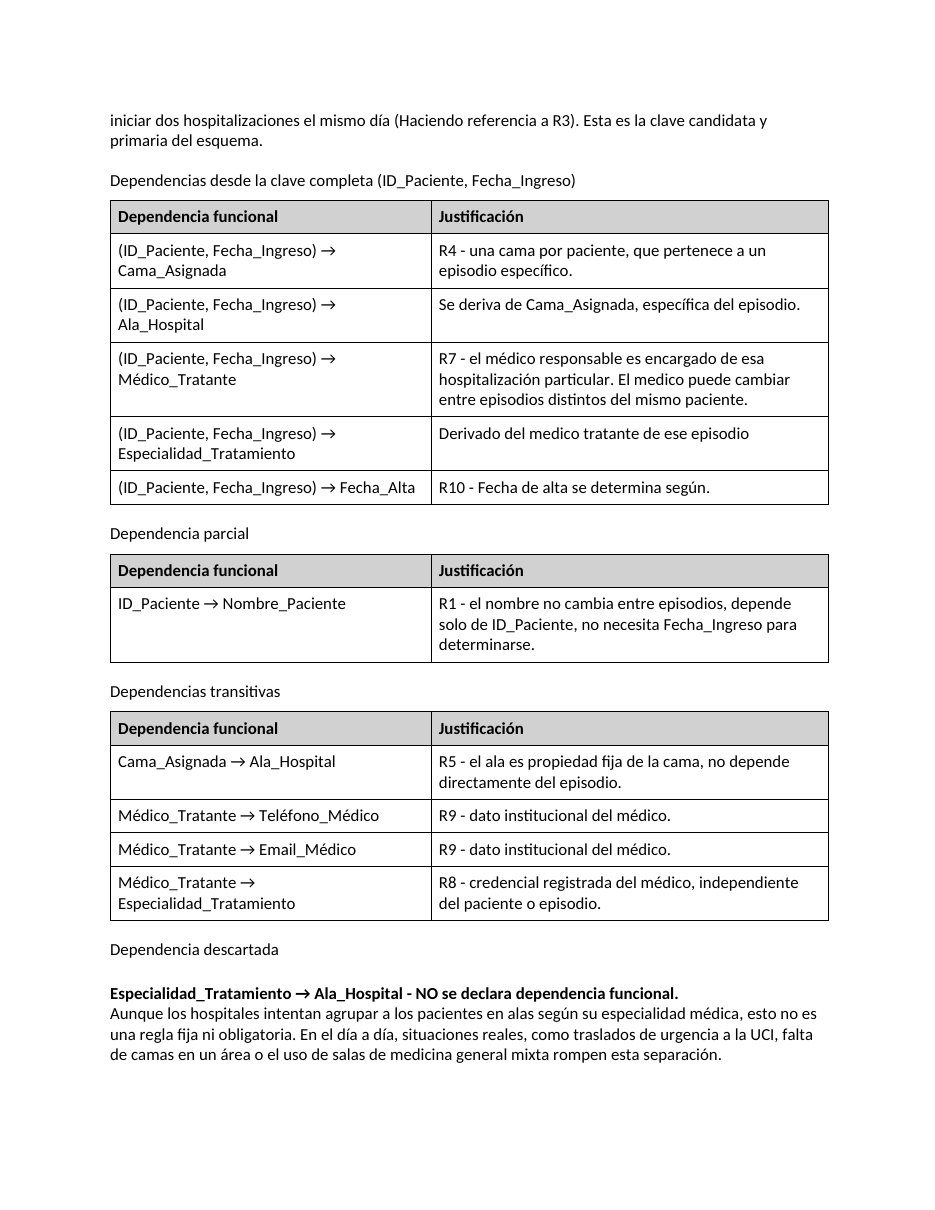 iniciar dos hospitalizaciones el mismo día (Haciendo referencia a R3). Esta es la clave candidata y
primaria del esquema.
Dependencias desde la clave completa (ID_Paciente, Fecha_Ingreso)
Dependencia funcional
Justificación
(ID_Paciente, Fecha_Ingreso) →
Cama_Asignada
R4 - una cama por paciente, que pertenece a un
episodio específico.
(ID_Paciente, Fecha_Ingreso) →
Ala_Hospital
Se deriva de Cama_Asignada, específica del episodio.
(ID_Paciente, Fecha_Ingreso) →
Médico_Tratante
R7 - el médico responsable es encargado de esa
hospitalización particular. El medico puede cambiar
entre episodios distintos del mismo paciente.
(ID_Paciente, Fecha_Ingreso) →
Especialidad_Tratamiento
Derivado del medico tratante de ese episodio
(ID_Paciente, Fecha_Ingreso) → Fecha_Alta
R10 - Fecha de alta se determina según.
Dependencia parcial
Dependencia funcional
Justificación
ID_Paciente → Nombre_Paciente
R1 - el nombre no cambia entre episodios, depende
solo de ID_Paciente, no necesita Fecha_Ingreso para
determinarse.
Dependencias transitivas
Dependencia funcional
Justificación
Cama_Asignada → Ala_Hospital
R5 - el ala es propiedad fija de la cama, no depende
directamente del episodio.
Médico_Tratante → Teléfono_Médico
R9 - dato institucional del médico.
Médico_Tratante → Email_Médico
R9 - dato institucional del médico.
Médico_Tratante →
Especialidad_Tratamiento
R8 - credencial registrada del médico, independiente
del paciente o episodio.
Dependencia descartada
Especialidad_Tratamiento → Ala_Hospital - NO se declara dependencia funcional.
Aunque los hospitales intentan agrupar a los pacientes en alas según su especialidad médica, esto no es
una regla fija ni obligatoria. En el día a día, situaciones reales, como traslados de urgencia a la UCI, falta
de camas en un área o el uso de salas de medicina general mixta rompen esta separación.